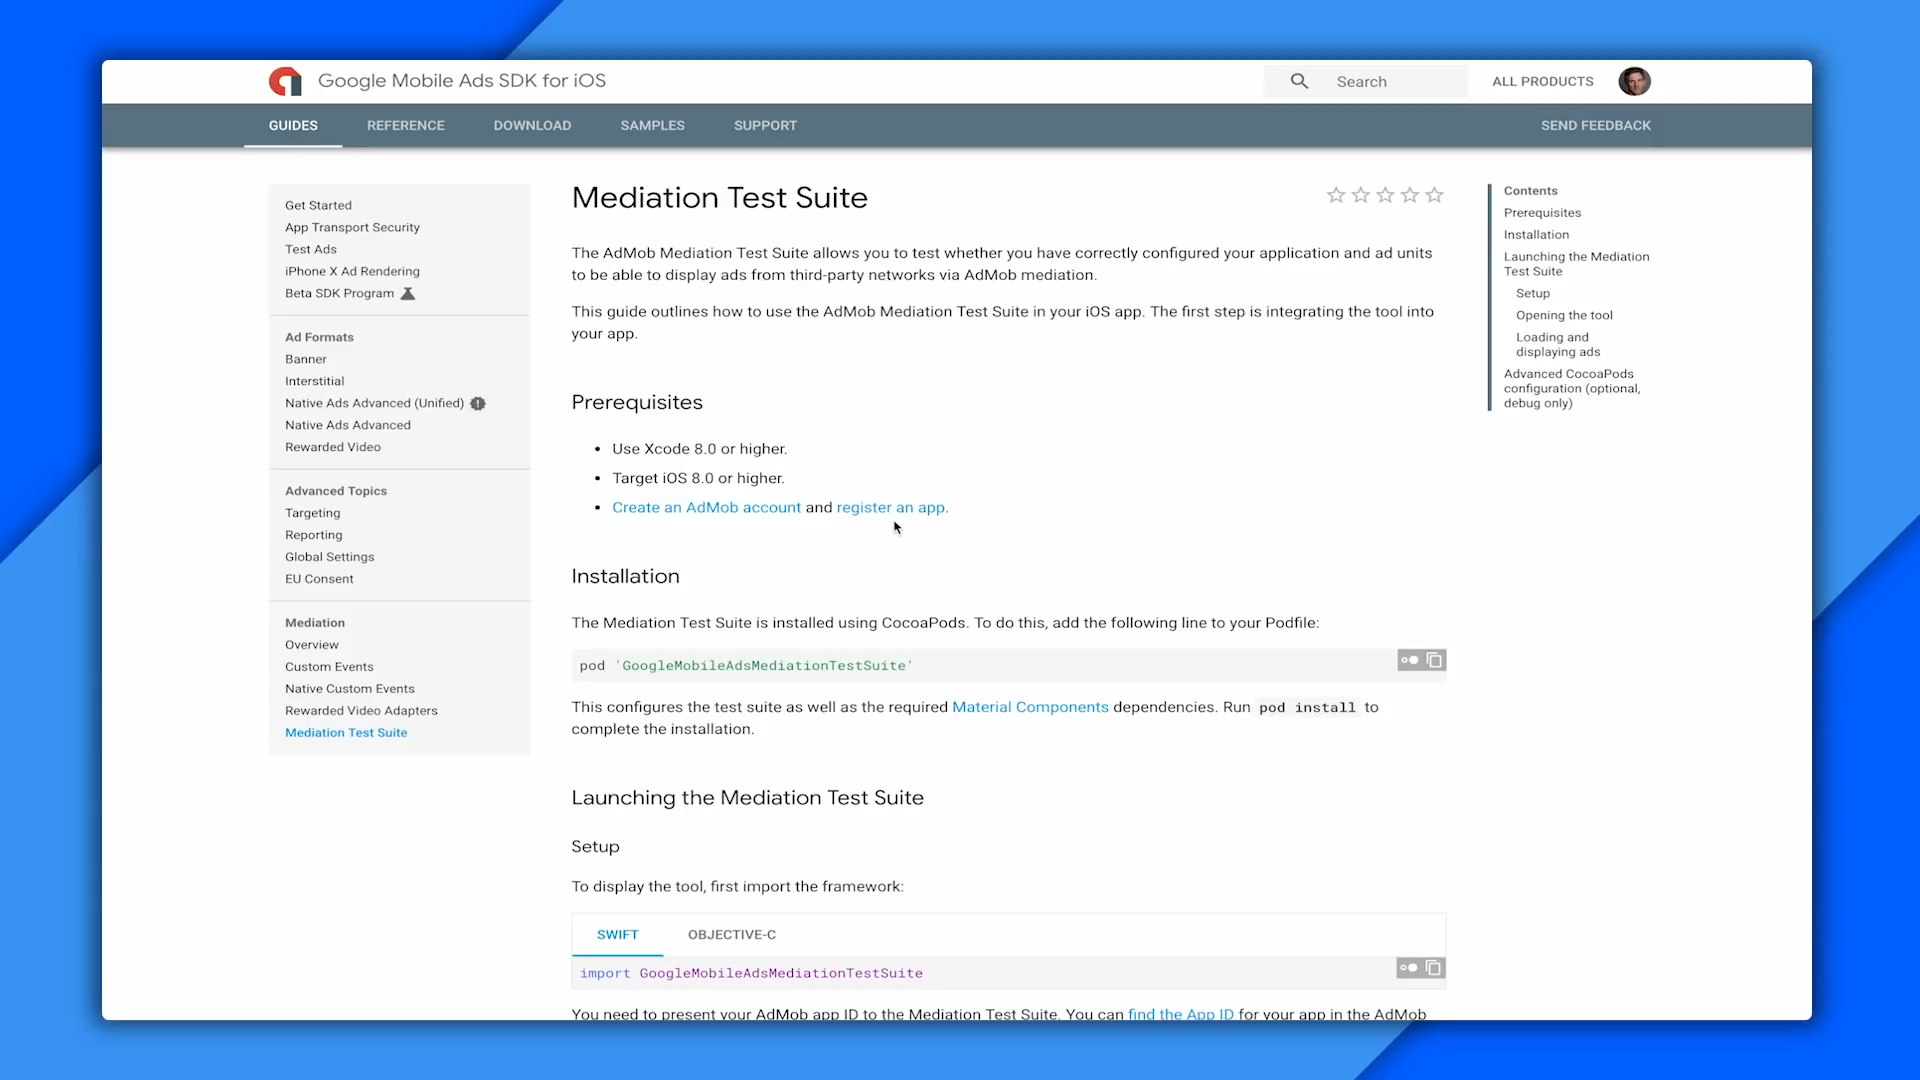 Google Mobile Ads SDK for iOS
Search
ALL PRODUCTS
GUIDES
REFERENCE
DOWNLOAD
SAMPLES
SUPPORT
SEND FEEDBACK
Get Started
App Transport Security
Test Ads
iPhone X Ad Rendering
Beta SDK Program
Ad Formats
Banner
Interstitial
Native Ads Advanced (Unified)
Native Ads Advanced
Rewarded Video
Advanced Topics
Targeting
Reporting
Global Settings
EU Consent
Mediation
Overview
Custom Events
Native Custom Events
Rewarded Video Adapters
Mediation Test Suite
Mediation Test Suite
The AdMob Mediation Test Suite allows you to test whether you have correctly configured your application and ad units
to be able to display ads from third-party networks via AdMob mediation.
This guide outlines how to use the AdMob Mediation Test Suite in your iOS app. The first step is integrating the tool into
your app.
Prerequisites
• Use Xcode 8.0 or higher.
• Target iOS 8.0 or higher.
• Create an AdMob account and register an app.
Installation
The Mediation Test Suite is installed using CocoaPods. To do this, add the following line to your Podfile:
pod 'GoogleMobileAdsMediationTestSuite'
This configures the test suite as well as the required Material Components dependencies. Run pod install to
complete the installation.
Launching the Mediation Test Suite
Setup
To display the tool, first import the framework:
SWIFT
OBJECTIVE-C
import GoogleMobileAdsMediationTestSuite
You need to present your AdMob app ID to the Mediation Test Suite. You can find the App ID for your app in the AdMob
Contents
Prerequisites
Installation
Launching the Mediation
Test Suite
Setup
Opening the tool
Loading and
displaying ads
Advanced CocoaPods
configuration (optional,
debug only)